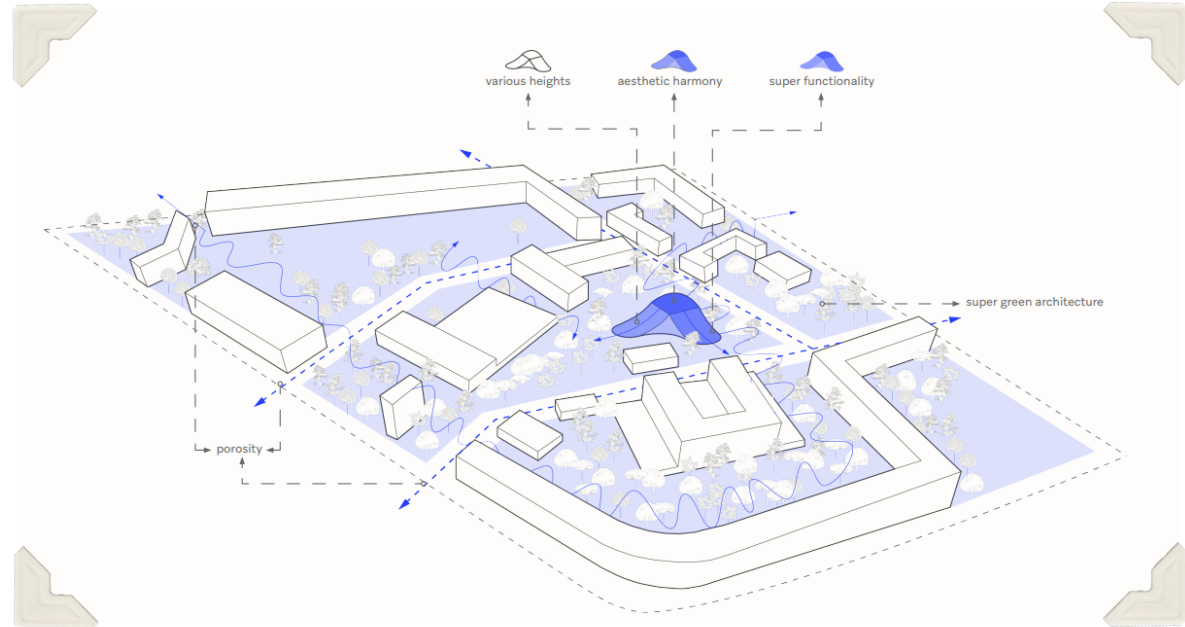 various heights
aesthetic harmony
super functionality
super green architecture
porosity